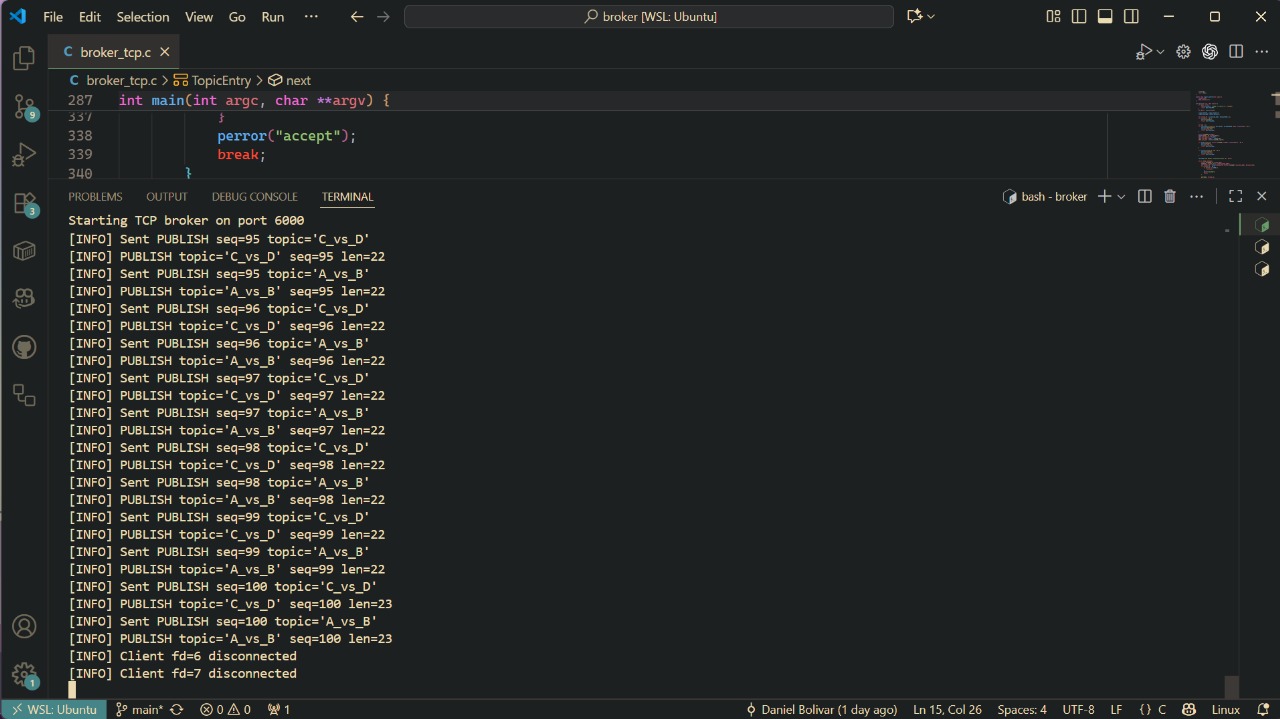 File Edit Selection View Go Run ··· broker [WSL: Ubuntu]
C broker_tcp.c
C broker_tcp.c > TopicEntry > next
287 int main(int argc, char **argv) {
337 }
338 perror("accept");
339 break;
340 }
PROBLEMS OUTPUT DEBUG CONSOLE TERMINAL bash - broker
Starting TCP broker on port 6000
[INFO] Sent PUBLISH seq=95 topic='C_vs_D'
[INFO] PUBLISH topic='C_vs_D' seq=95 len=22
[INFO] Sent PUBLISH seq=95 topic='A_vs_B'
[INFO] PUBLISH topic='A_vs_B' seq=95 len=22
[INFO] Sent PUBLISH seq=96 topic='C_vs_D'
[INFO] PUBLISH topic='C_vs_D' seq=96 len=22
[INFO] Sent PUBLISH seq=96 topic='A_vs_B'
[INFO] PUBLISH topic='A_vs_B' seq=96 len=22
[INFO] Sent PUBLISH seq=97 topic='C_vs_D'
[INFO] PUBLISH topic='C_vs_D' seq=97 len=22
[INFO] Sent PUBLISH seq=97 topic='A_vs_B'
[INFO] PUBLISH topic='A_vs_B' seq=97 len=22
[INFO] Sent PUBLISH seq=98 topic='C_vs_D'
[INFO] PUBLISH topic='C_vs_D' seq=98 len=22
[INFO] Sent PUBLISH seq=98 topic='A_vs_B'
[INFO] PUBLISH topic='A_vs_B' seq=98 len=22
[INFO] Sent PUBLISH seq=99 topic='C_vs_D'
[INFO] PUBLISH topic='C_vs_D' seq=99 len=22
[INFO] Sent PUBLISH seq=99 topic='A_vs_B'
[INFO] PUBLISH topic='A_vs_B' seq=99 len=22
[INFO] Sent PUBLISH seq=100 topic='C_vs_D'
[INFO] PUBLISH topic='C_vs_D' seq=100 len=23
[INFO] Sent PUBLISH seq=100 topic='A_vs_B'
[INFO] PUBLISH topic='A_vs_B' seq=100 len=23
[INFO] Client fd=6 disconnected
[INFO] Client fd=7 disconnected
9
3
1
WSL: Ubuntu main* 0 0 1 Daniel Bolivar (1 day ago) Ln 15, Col 26 Spaces: 4 UTF-8 LF {} C Linux